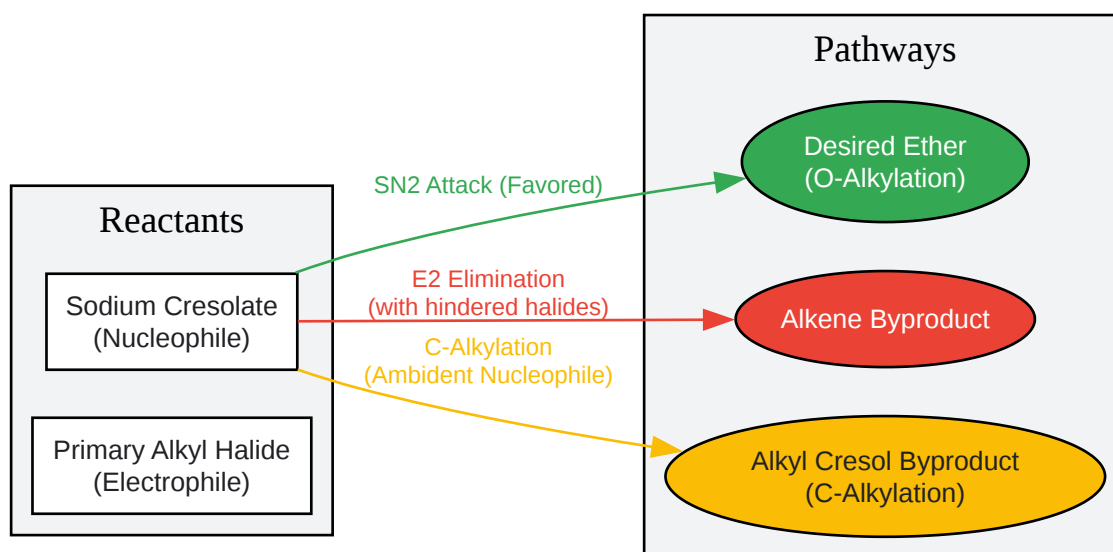 Pathways
Desired Ether
(O-Alkylation)
SN2 Attack (Favored)
Reactants
E2 Elimination
(with hindered halides)
Sodium Cresolate
(Nucleophile)
Alkene Byproduct
C-Alkylation
(Ambident Nucleophile)
Primary Alkyl Halide
(Electrophile)
Alkyl Cresol Byproduct
(C-Alkylation)